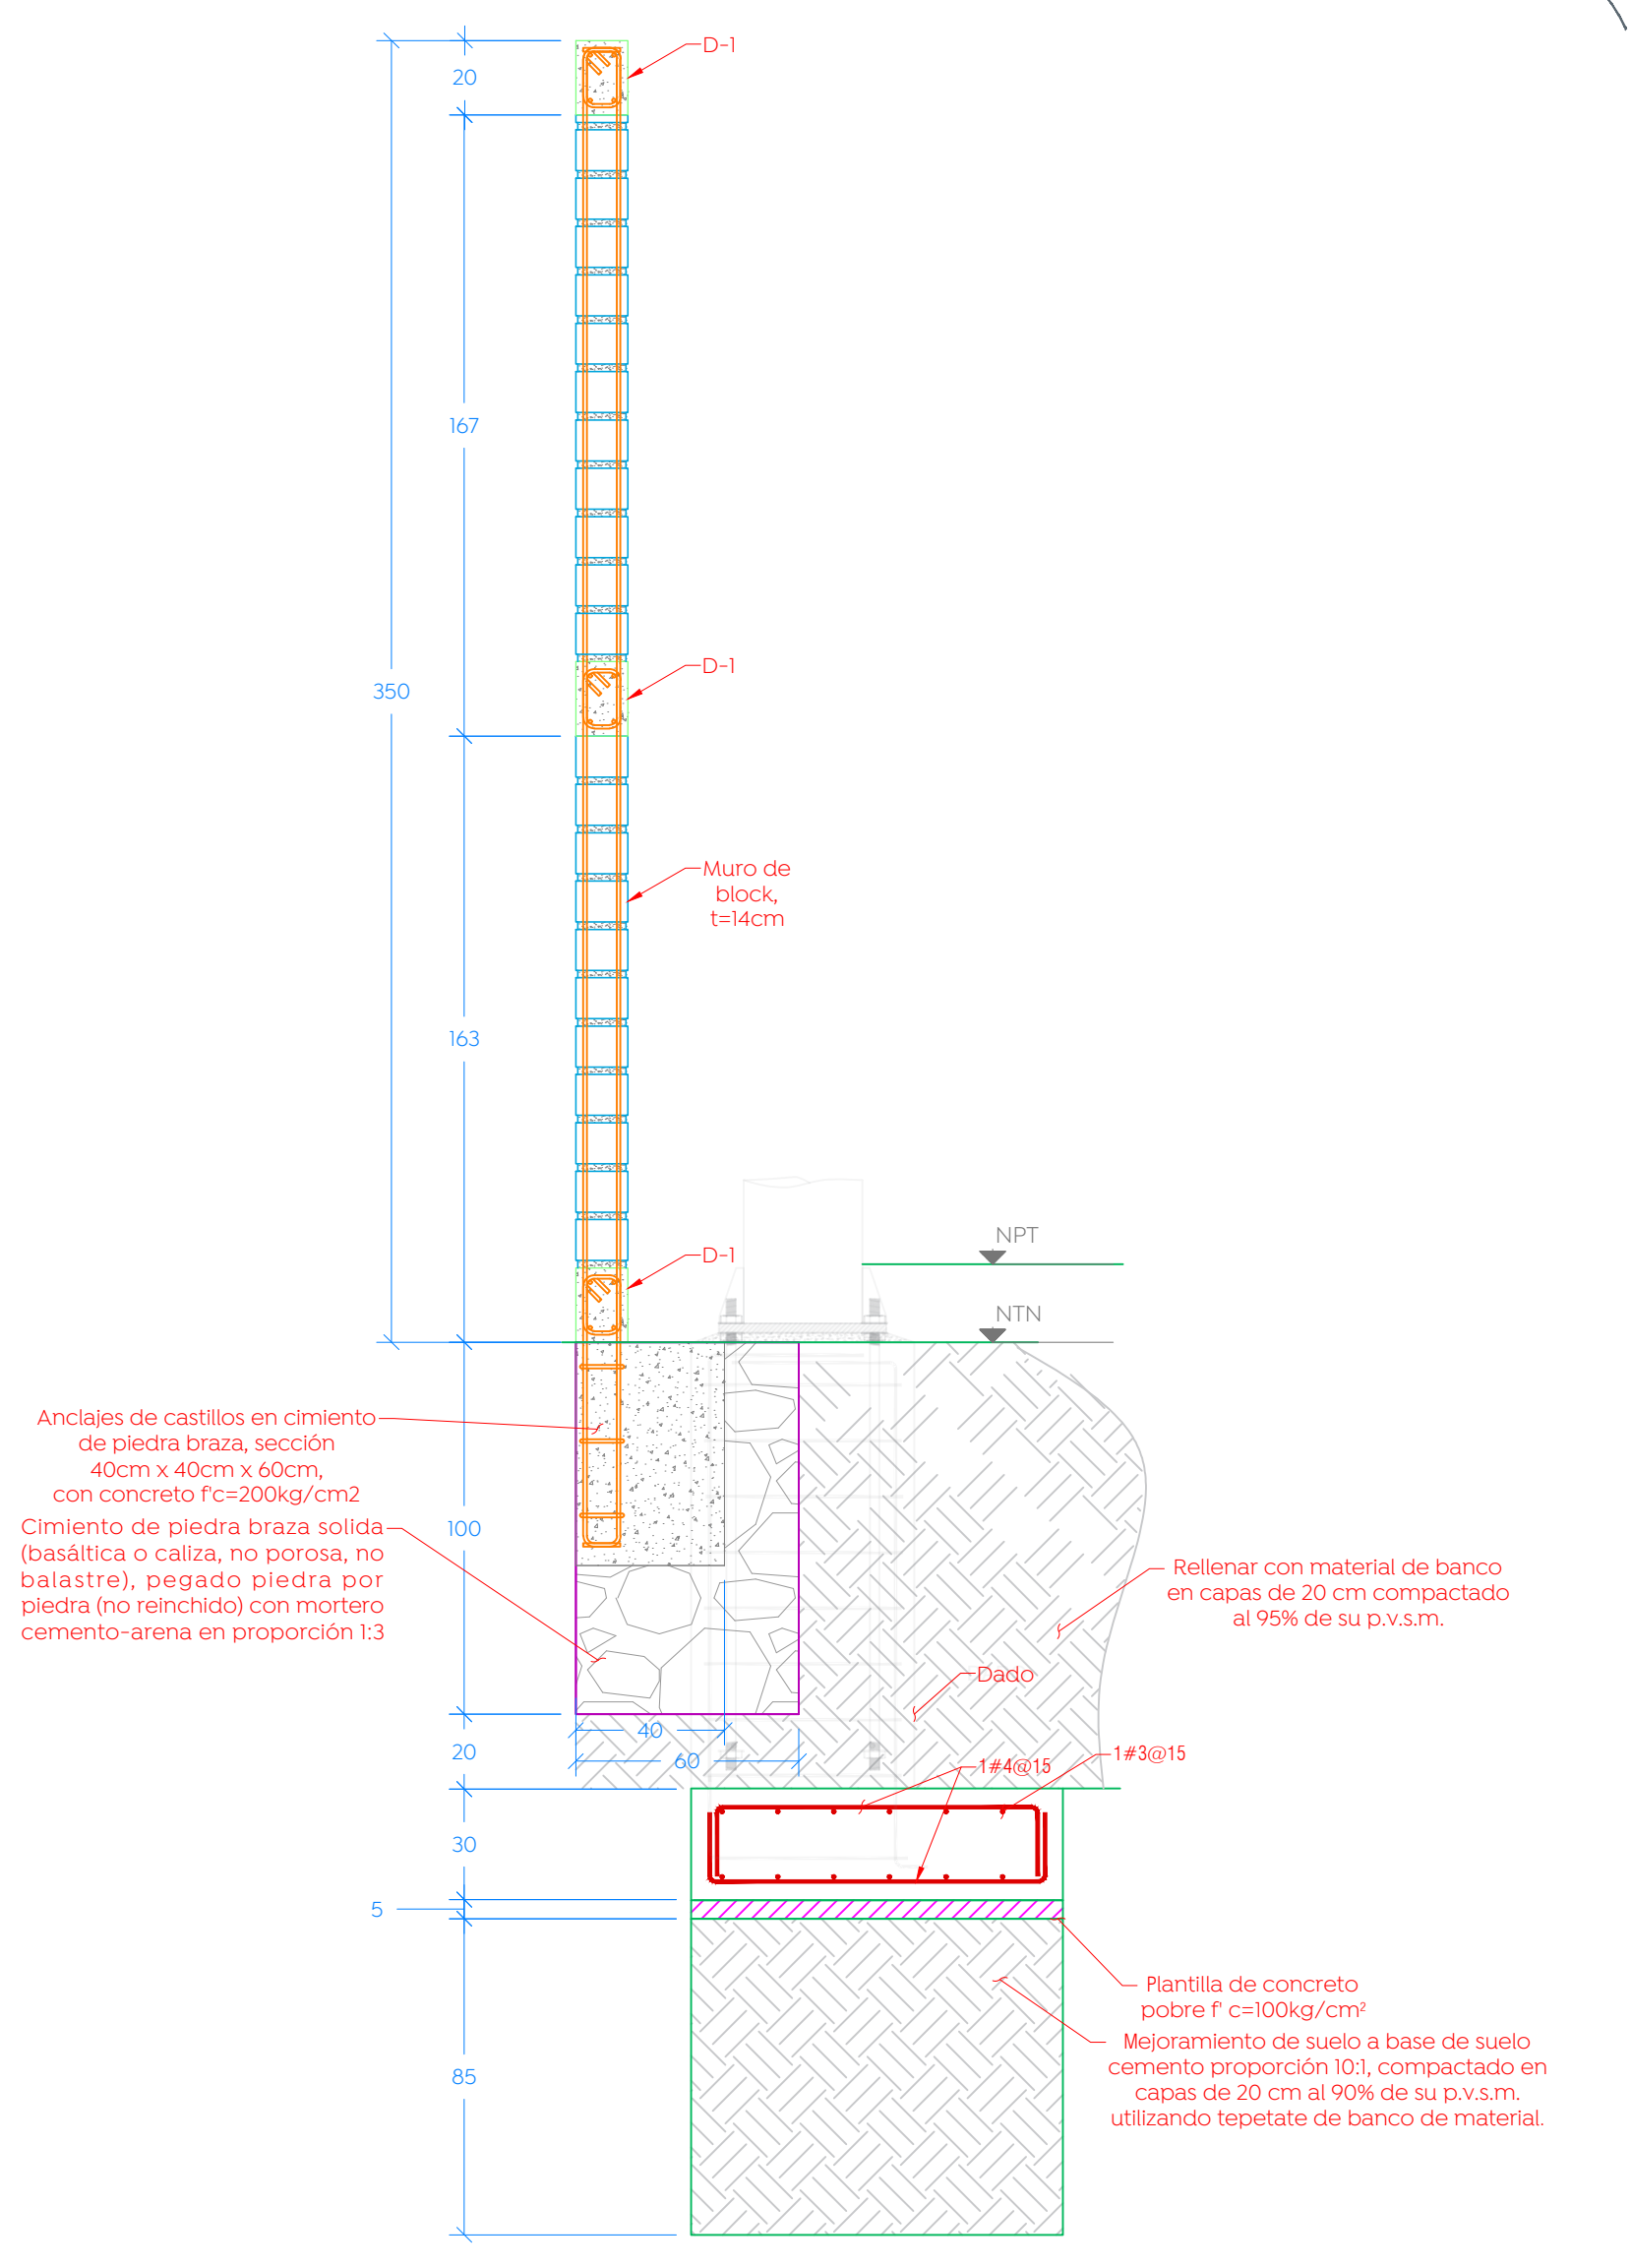 D-1
20
167
D-1
350
Muro de
block,
t=14cm
163
NPT
D-1
NTN
Anclajes de castillos en cimiento
de piedra braza, sección
40cm x 40cm x 60cm,
con concreto f'c=200kg/cm2
Cimiento de piedra braza solida
(basáltica o caliza, no porosa, no
balastre), pegado piedra por
piedra (no reinchido) con mortero
cemento-arena en proporción 1:3
100
Rellenar con material de banco
en capas de 20 cm compactado
al 95% de su p.v.s.m.
Dado
40
20
60
1#4@15
1#3@15
30
5
Plantilla de concreto
pobre f' c=100kg/cm²
Mejoramiento de suelo a base de suelo
cemento proporción 10:1, compactado en
capas de 20 cm al 90% de su p.v.s.m.
utilizando tepetate de banco de material.
85